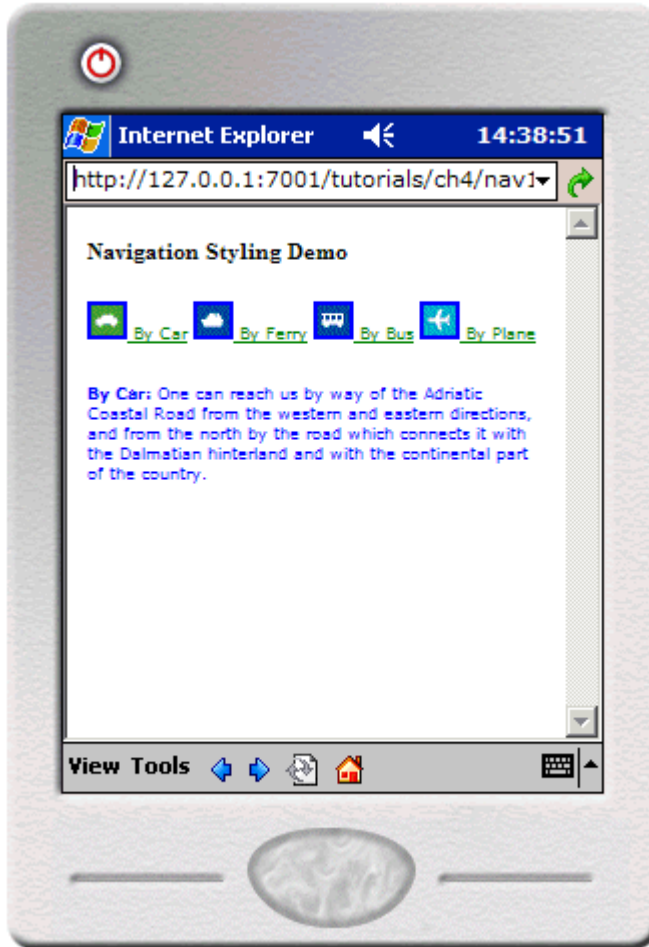 Internet Explorer 14:38:51
http://127.0.0.1:7001/tutorials/ch4/nav1
Navigation Styling Demo
By Car By Ferry By Bus By Plane
By Car: One can reach us by way of the Adriatic
Coastal Road from the western and eastern directions,
and from the north by the road which connects it with
the Dalmatian hinterland and with the continental part
of the country.
View Tools